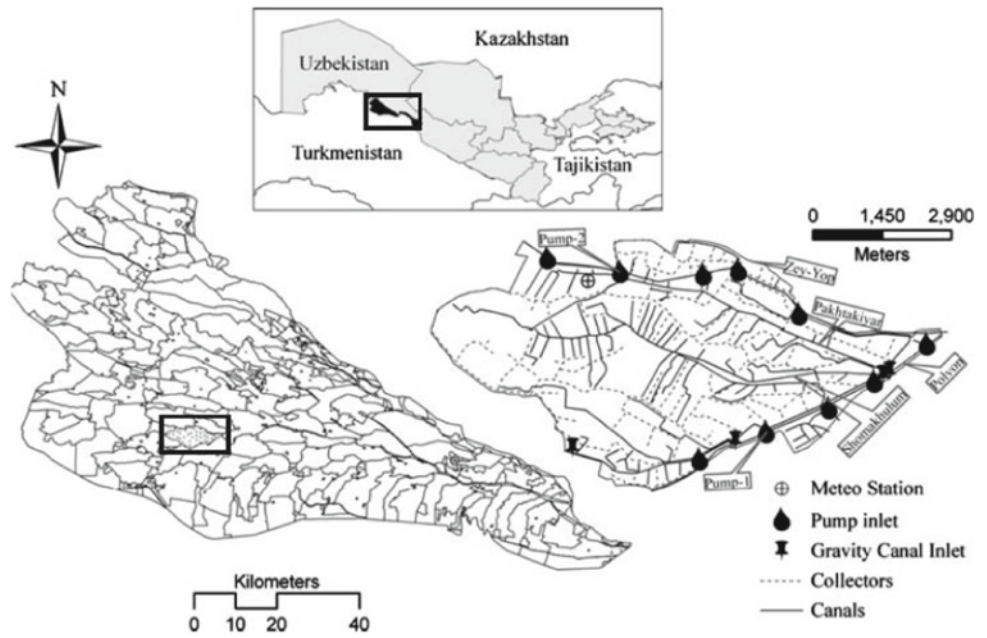 Kazakhstan
Uzbekistan
Turkmenistan
Tajikistan
N
0 1,450 2,900
Meters
Pump-2
Zey-Yop
Pakhtakiyar
Polvon
Shomakhulum
Pump-1
Meteo Station
Pump inlet
Gravity Canal Inlet
Collectors
Canals
Kilometers
0 10 20 40